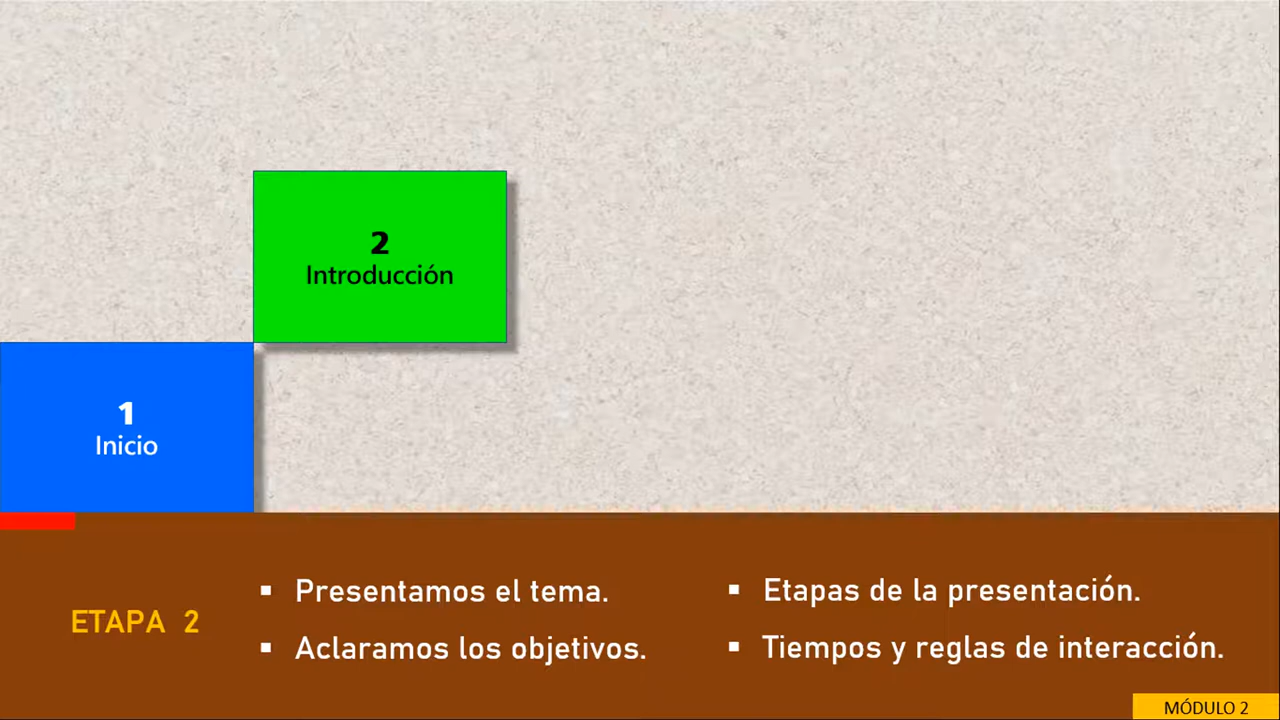 2
Introducción
1
Inicio
ETAPA 2
▪ Presentamos el tema.
▪ Aclaramos los objetivos.
▪ Etapas de la presentación.
▪ Tiempos y reglas de interacción.
MÓDULO 2